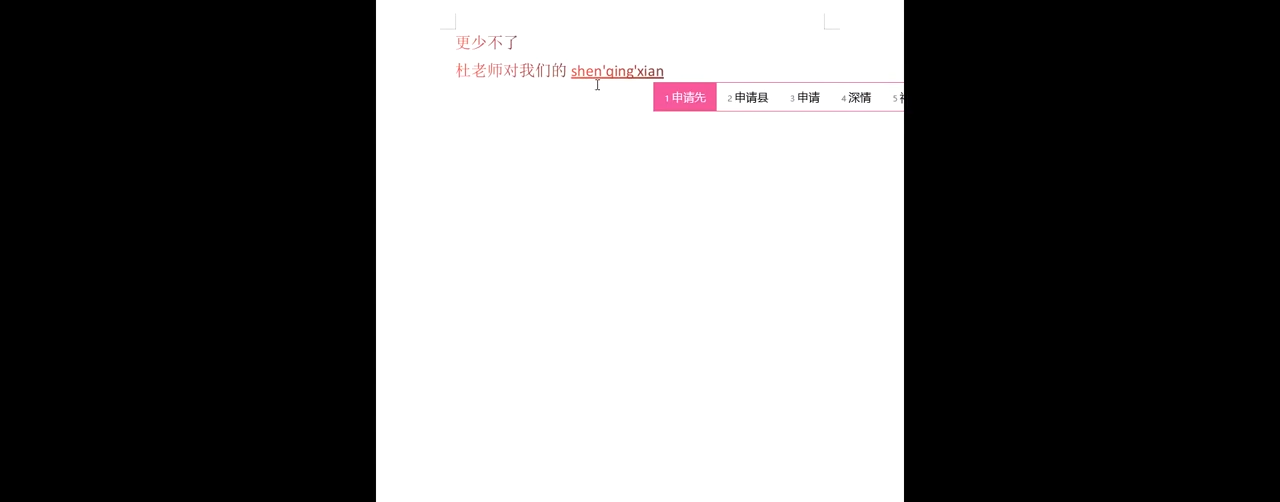 更少不了
杜老师对我们的 shen'qing'xian
1 申请先 2 申请县 3 申请 4 深情 5